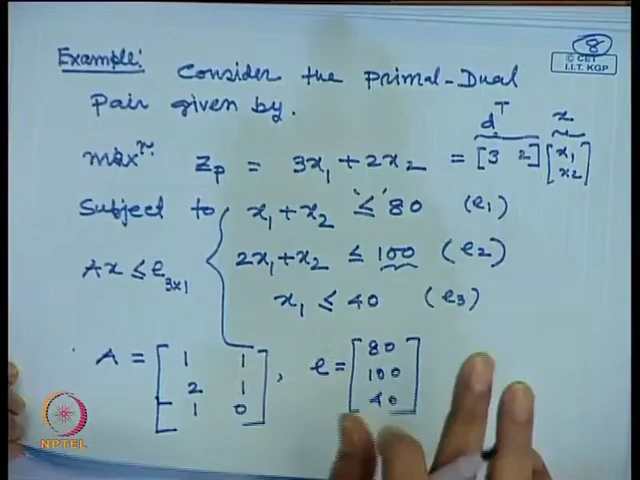 8
© CET
I.I.T. KGP
Example: Consider the primal-Dual
pair given by.
d^T x
max^m Z_p = 3x_1 + 2x_2 = [3 2] [x_1 x_2]
Subject to x_1 + x_2 '≤' 80 (e_1)
2x_1 + x_2 ≤ 100 (e_2)
Ax ≤ e_{3x1}
x_1 ≤ 40 (e_3)
A = [1 1
2 1
1 0], e = [80
100
40]
NPTEL